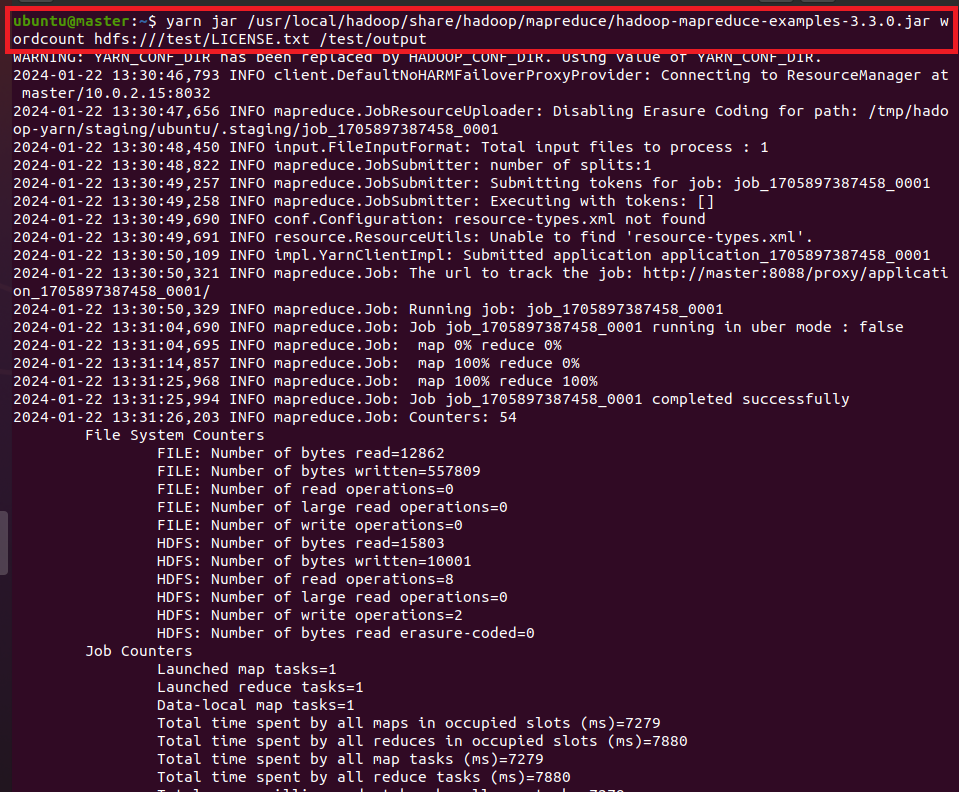 ubuntu@master:~$ yarn jar /usr/local/hadoop/share/hadoop/mapreduce/hadoop-mapreduce-examples-3.3.0.jar w
ordcount hdfs:///test/LICENSE.txt /test/output
WARNING: YARN_CONF_DIR has been replaced by HADOOP_CONF_DIR. Using value of YARN_CONF_DIR.
2024-01-22 13:30:46,793 INFO client.DefaultNoHARMFailoverProxyProvider: Connecting to ResourceManager at
 master/10.0.2.15:8032
2024-01-22 13:30:47,656 INFO mapreduce.JobResourceUploader: Disabling Erasure Coding for path: /tmp/hado
op-yarn/staging/ubuntu/.staging/job_1705897387458_0001
2024-01-22 13:30:48,450 INFO input.FileInputFormat: Total input files to process : 1
2024-01-22 13:30:48,822 INFO mapreduce.JobSubmitter: number of splits:1
2024-01-22 13:30:49,257 INFO mapreduce.JobSubmitter: Submitting tokens for job: job_1705897387458_0001
2024-01-22 13:30:49,258 INFO mapreduce.JobSubmitter: Executing with tokens: []
2024-01-22 13:30:49,690 INFO conf.Configuration: resource-types.xml not found
2024-01-22 13:30:49,691 INFO resource.ResourceUtils: Unable to find 'resource-types.xml'.
2024-01-22 13:30:50,109 INFO impl.YarnClientImpl: Submitted application application_1705897387458_0001
2024-01-22 13:30:50,321 INFO mapreduce.Job: The url to track the job: http://master:8088/proxy/applicati
on_1705897387458_0001/
2024-01-22 13:30:50,329 INFO mapreduce.Job: Running job: job_1705897387458_0001
2024-01-22 13:31:04,690 INFO mapreduce.Job: Job job_1705897387458_0001 running in uber mode : false
2024-01-22 13:31:04,695 INFO mapreduce.Job:  map 0% reduce 0%
2024-01-22 13:31:14,857 INFO mapreduce.Job:  map 100% reduce 0%
2024-01-22 13:31:25,968 INFO mapreduce.Job:  map 100% reduce 100%
2024-01-22 13:31:25,994 INFO mapreduce.Job: Job job_1705897387458_0001 completed successfully
2024-01-22 13:31:26,203 INFO mapreduce.Job: Counters: 54
File System Counters
FILE: Number of bytes read=12862
FILE: Number of bytes written=557809
FILE: Number of read operations=0
FILE: Number of large read operations=0
FILE: Number of write operations=0
HDFS: Number of bytes read=15803
HDFS: Number of bytes written=10001
HDFS: Number of read operations=8
HDFS: Number of large read operations=0
HDFS: Number of write operations=2
HDFS: Number of bytes read erasure-coded=0
Job Counters
Launched map tasks=1
Launched reduce tasks=1
Data-local map tasks=1
Total time spent by all maps in occupied slots (ms)=7279
Total time spent by all reduces in occupied slots (ms)=7880
Total time spent by all map tasks (ms)=7279
Total time spent by all reduce tasks (ms)=7880